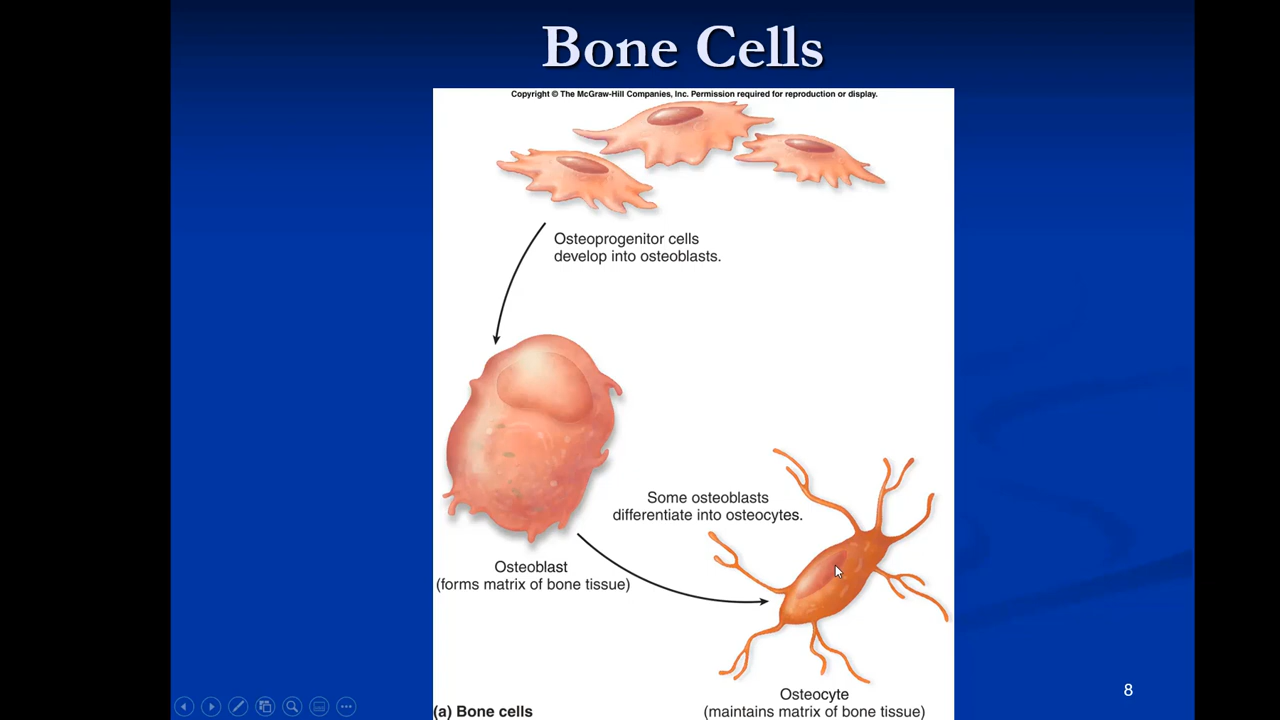 Bone Cells
Copyright © The McGraw-Hill Companies, Inc. Permission required for reproduction or display.
Osteoprogenitor cells
develop into osteoblasts.
Some osteoblasts
differentiate into osteocytes.
Osteoblast
(forms matrix of bone tissue)
Osteocyte
(maintains matrix of bone tissue)
(a) Bone cells
8